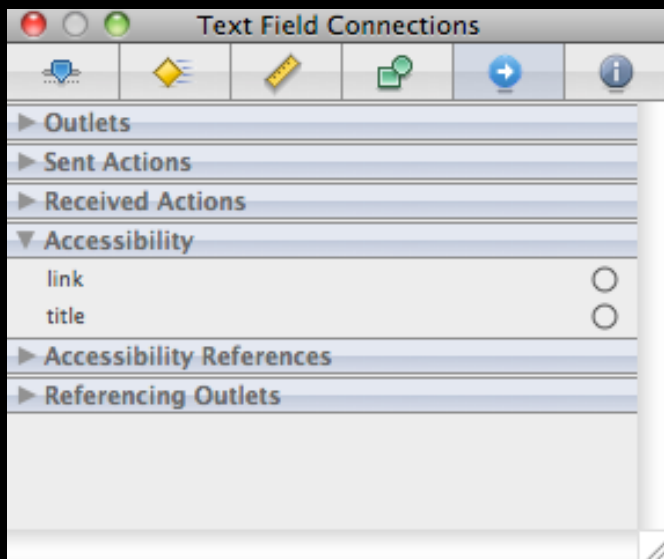 Text Field Connections
Outlets
Sent Actions
Received Actions
Accessibility
link
title
Accessibility References
Referencing Outlets